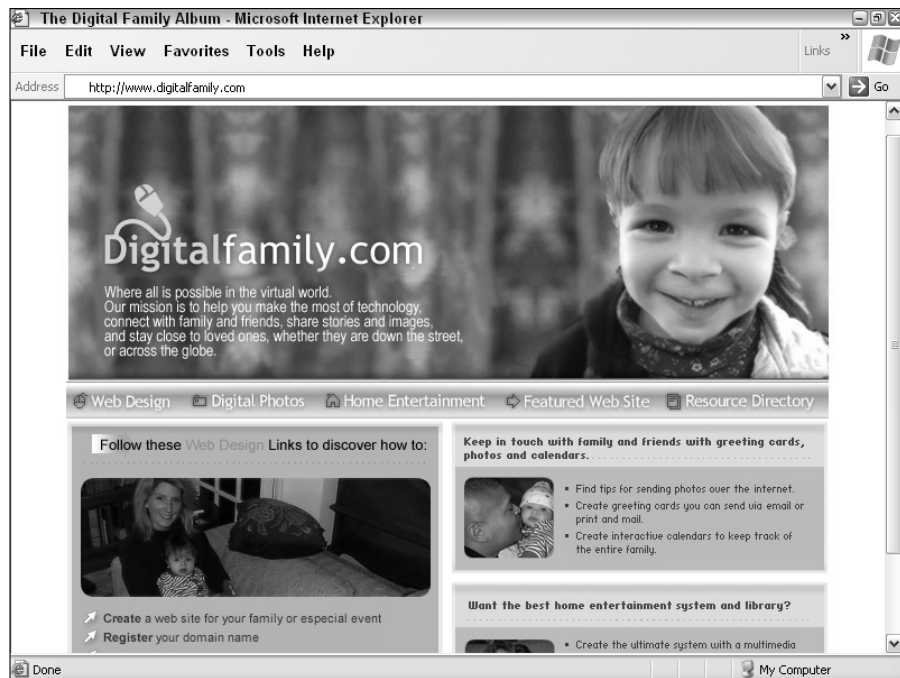 The Digital Family Album - Microsoft Internet Explorer
File Edit View Favorites Tools Help Links »
Address http://www.digitalfamily.com Go
Digitalfamily.com
Where all is possible in the virtual world.
Our mission is to help you make the most of technology,
connect with family and friends, share stories and images,
and stay close to loved ones, whether they are down the street,
or across the globe.
Web Design Digital Photos Home Entertainment Featured Web Site Resource Directory
Follow these Web Design Links to discover how to:
Create a web site for your family or especial event
Register your domain name
Keep in touch with family and friends with greeting cards,
photos and calendars.
Find tips for sending photos over the internet.
Create greeting cards you can send via email or
print and mail.
Create interactive calendars to keep track of
the entire family.
Want the best home entertainment system and library?
Create the ultimate system with a multimedia
Done My Computer